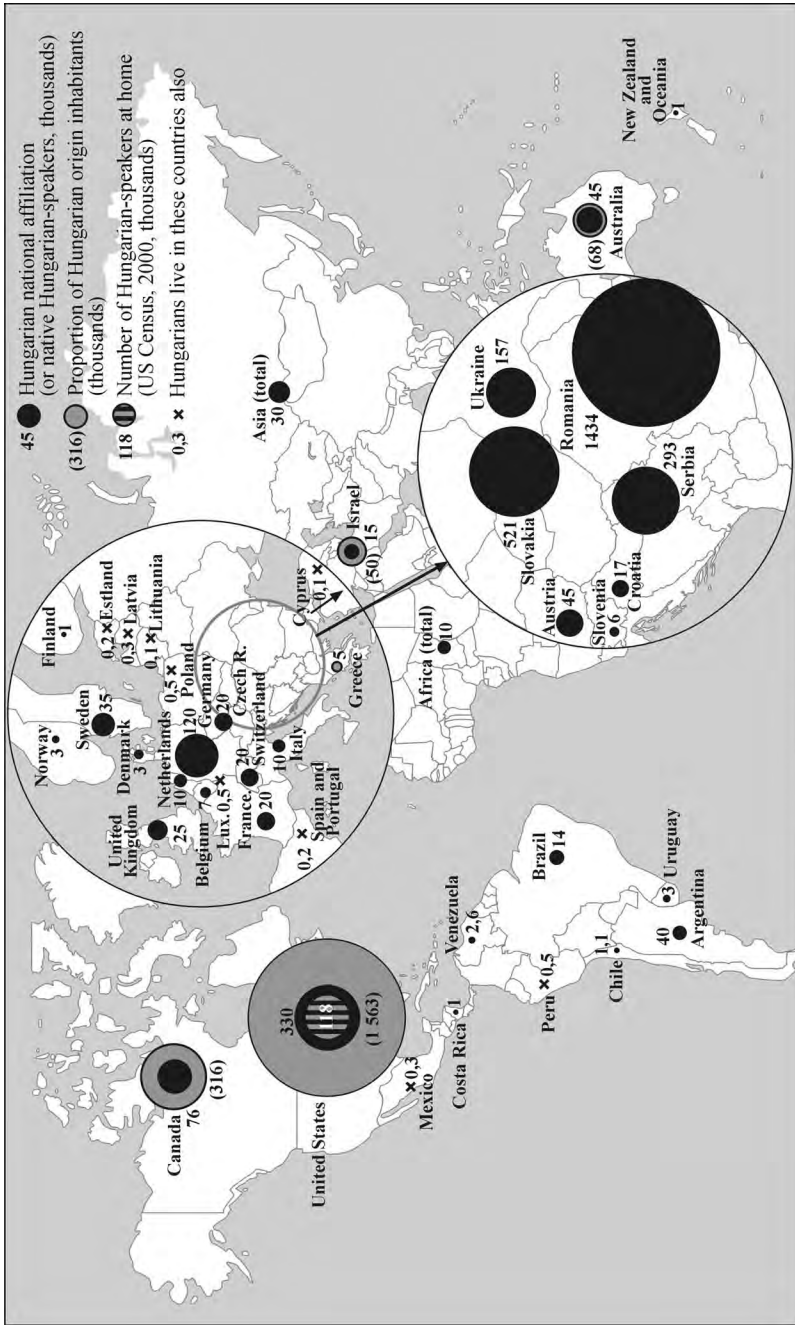 45 Hungarian national affiliation
(or native Hungarian-speakers, thousands)
(316) Proportion of Hungarian origin inhabitants
(thousands)
118 Number of Hungarian-speakers at home
(US Census, 2000, thousands)
0,3 × Hungarians live in these countries also
Canada
76
(316)
United States
330
118
(1 563)
Mexico
×0,3
Costa Rica
1
Venezuela
2,6
Peru ×0,5
Brazil
14
Chile
1,1
3 Uruguay
40
Argentina
Norway
3
Sweden
35
Finland
1
0,2×Estland
0,3×Latvia
0,1×Lithuania
Denmark
3
United
Kingdom
25
Netherlands
10
0,5×
Poland
120
Germany
Belgium
7
Lux. 0,5×
20
Czech R.
France
20
20
Switzerland
10
Italy
0,2 ×
Spain and
Portugal
5
Greece
Cyprus
0,1×
Israel
15
(50)
Asia (total)
30
Africa (total)
10
Ukraine
157
521
Slovakia
Romania
1434
Austria
45
Slovenia
6
17
Croatia
293
Serbia
(68)
45
Australia
New Zealand
and
Oceania
1